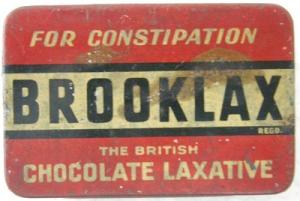 FOR CONSTIPATION
BROOKLAX
REGD.
THE BRITISH
CHOCOLATE LAXATIVE